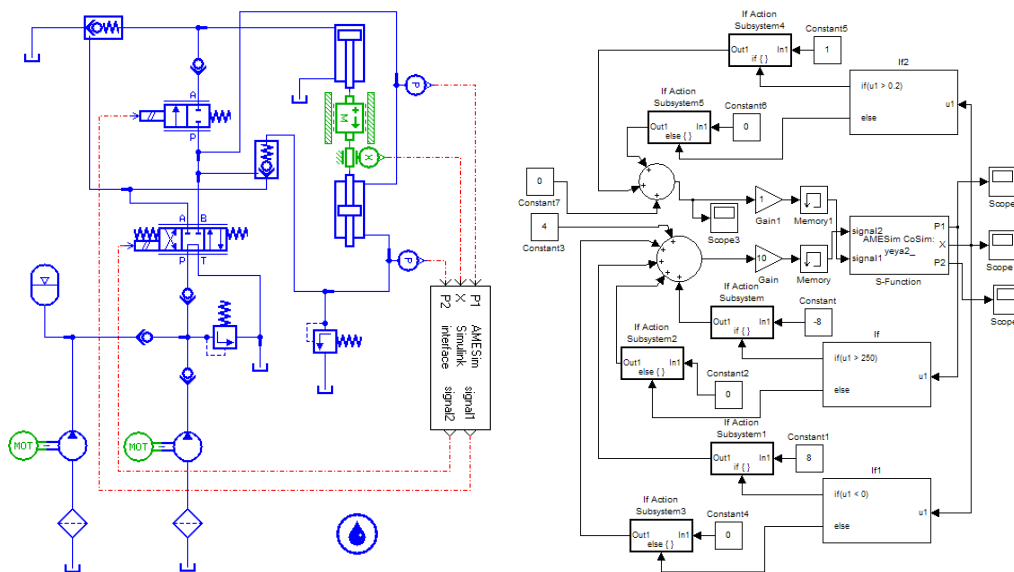 A
P
M
X
P
A B
P T
P
P2 X P1
AMESim
Simulink
interface
signal2 signal1
MOT
MOT
If Action
Subsystem4
Constant5
Out1 In1
if { }
1
If2
if(u1 > 0.2)
u1
else
If Action
Subsystem5
Constant6
Out1 In1
else { }
0
0
Constant7
4
Constant3
Scope3
1
Gain1
Memory1
10
Gain
Memory
signal2
signal1
AMESim CoSim:
yeya2_
P1
X
P2
S-Function
Scope
Scope
Scope
If Action
Subsystem
Constant
Out1 In1
if { }
-8
If Action
Subsystem2
Out1 In1
else { }
Constant2
0
If
if(u1 > 250)
u1
else
If Action
Subsystem1
Constant1
Out1 In1
if { }
8
If1
if(u1 < 0)
u1
else
If Action
Subsystem3
Constant4
Out1 In1
else { }
0